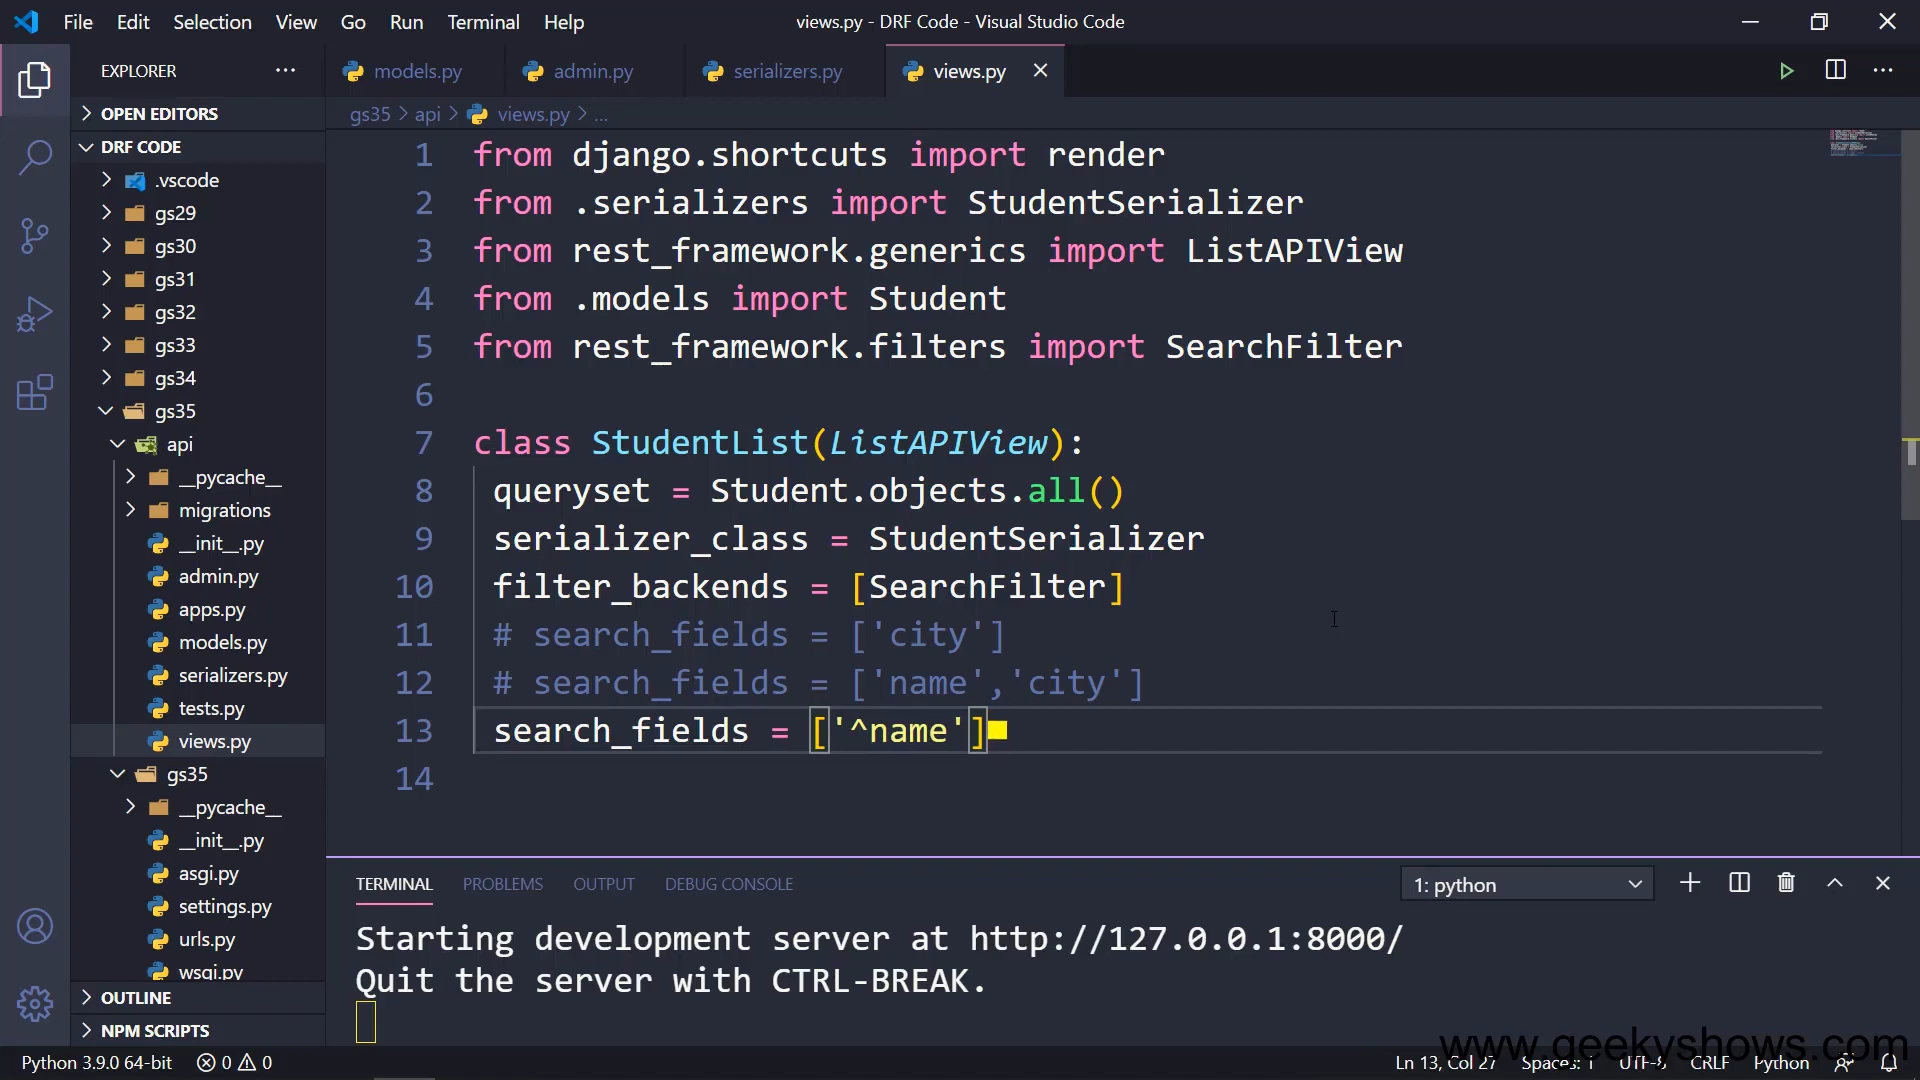 File Edit Selection View Go Run Terminal Help
views.py - DRF Code - Visual Studio Code
EXPLORER
models.py admin.py serializers.py views.py
OPEN EDITORS
gs35 > api > views.py > ...
DRF CODE
.vscode
gs29
gs30
gs31
gs32
gs33
gs34
gs35
api
__pycache__
migrations
__init__.py
admin.py
apps.py
models.py
serializers.py
tests.py
views.py
gs35
__pycache__
__init__.py
asgi.py
settings.py
urls.py
wsgi.py
OUTLINE
NPM SCRIPTS
1 from django.shortcuts import render
2 from .serializers import StudentSerializer
3 from rest_framework.generics import ListAPIView
4 from .models import Student
5 from rest_framework.filters import SearchFilter
6
7 class StudentList(ListAPIView):
8 queryset = Student.objects.all()
9 serializer_class = StudentSerializer
10 filter_backends = [SearchFilter]
11 # search_fields = ['city']
12 # search_fields = ['name','city']
13 search_fields = ['^name']
14
TERMINAL PROBLEMS OUTPUT DEBUG CONSOLE
1: python
Starting development server at http://127.0.0.1:8000/
Quit the server with CTRL-BREAK.
www.geekyshows.com
Python 3.9.0 64-bit 0 0
Ln 13, Col 27 Spaces: 1 UTF-8 CRLF Python